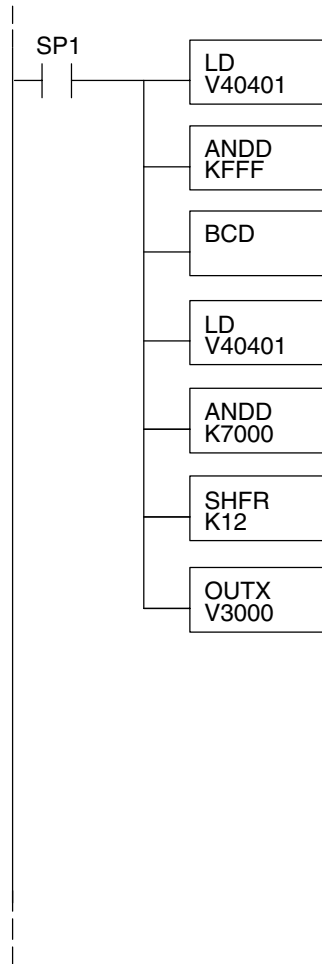 SP1
LD
V40401
ANDD
KFFF
BCD
LD
V40401
ANDD
K7000
SHFR
K12
OUTX
V3000